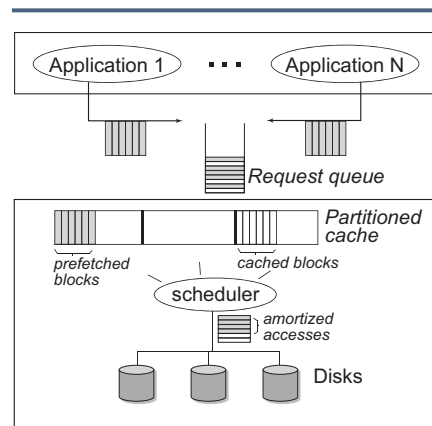 Application 1
Application N
Request queue
Partitioned
cache
prefetched
blocks
cached blocks
scheduler
amortized
accesses
Disks